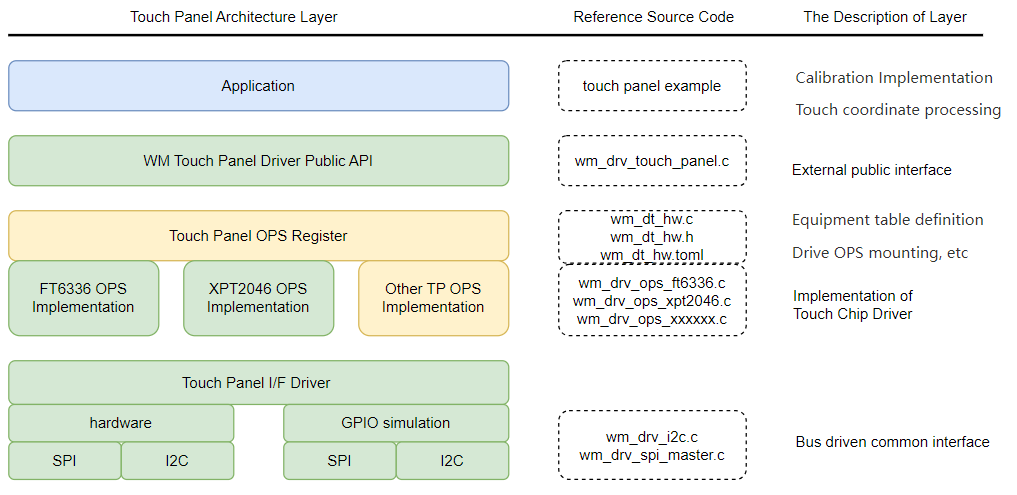 Touch Panel Architecture Layer
Reference Source Code
The Description of Layer
Application
touch panel example
Calibration Implementation
Touch coordinate processing
WM Touch Panel Driver Public API
wm_drv_touch_panel.c
External public interface
Touch Panel OPS Register
wm_dt_hw.c
wm_dt_hw.h
wm_dt_hw.toml
Equipment table definition
Drive OPS mounting, etc
FT6336 OPS
Implementation
XPT2046 OPS
Implementation
Other TP OPS
Implementation
wm_drv_ops_ft6336.c
wm_drv_ops_xpt2046.c
wm_drv_ops_xxxxxx.c
Implementation of
Touch Chip Driver
Touch Panel I/F Driver
hardware
GPIO simulation
SPI
I2C
SPI
I2C
wm_drv_i2c.c
wm_drv_spi_master.c
Bus driven common interface